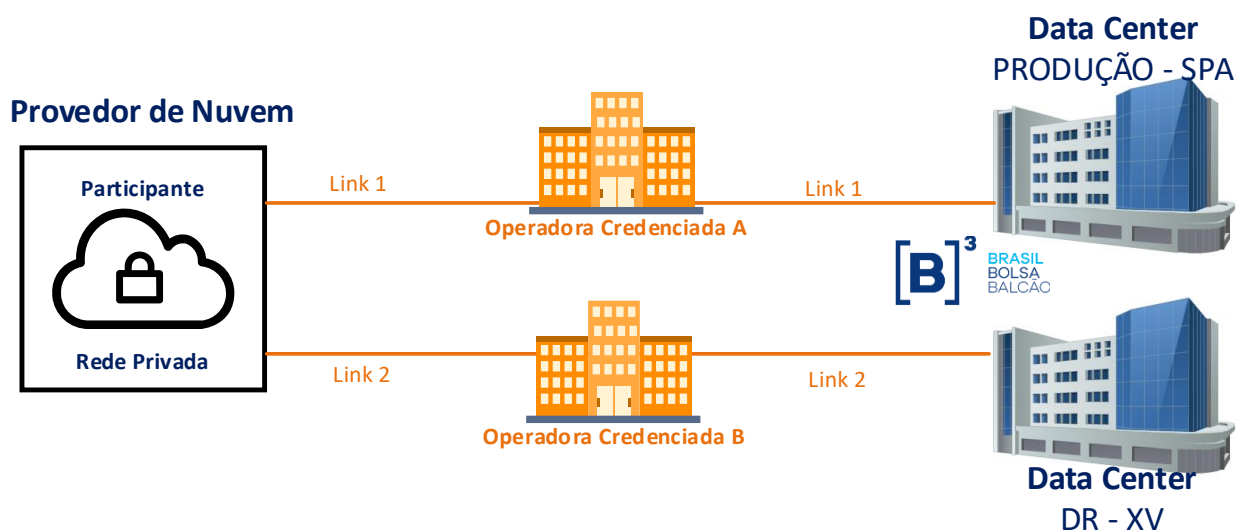 Data Center
PRODUÇÃO - SPA
Provedor de Nuvem
Participante
Rede Privada
Link 1
Operadora Credenciada A
Link 1
[B]³
BRASIL
BOLSA
BALCÃO
Link 2
Operadora Credenciada B
Link 2
Data Center
DR - XV